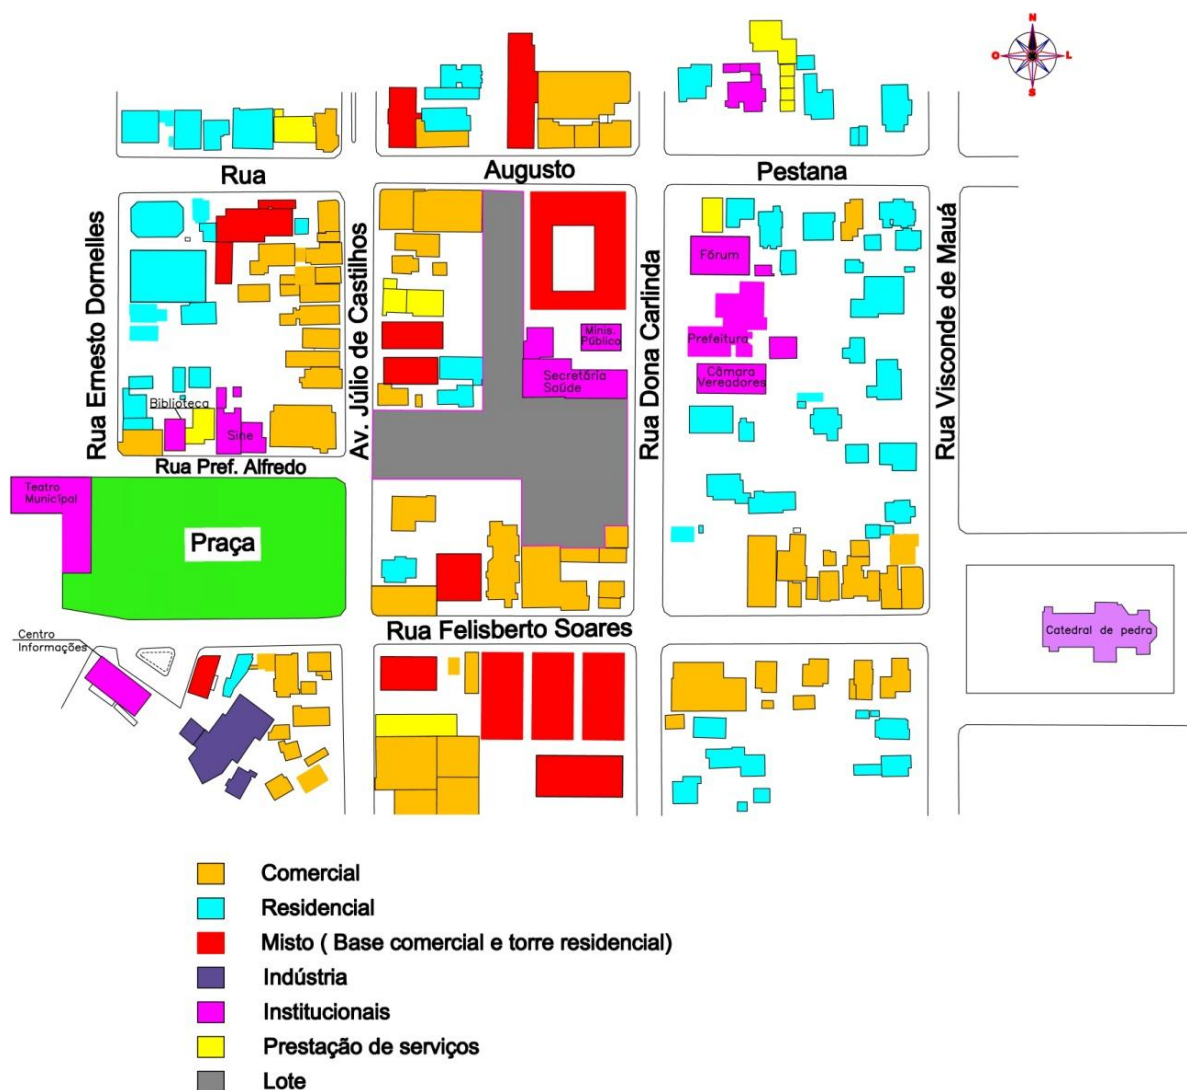 N
O
L
S
Rua
Augusto
Pestana
Rua Ernesto Dornelles
Av. Júlio de Castilhos
Rua Dona Carlinda
Rua Visconde de Mauá
Fórum
Minis.
Público
Prefeitura
Secretária
Saúde
Câmara
Vereadores
Biblioteca
Sine
Rua Pref. Alfredo
Teatro
Municipal
Praça
Rua Felisberto Soares
Centro
Informações
Catedral de pedra
Comercial
Residencial
Misto ( Base comercial e torre residencial)
Indústria
Institucionais
Prestação de serviços
Lote